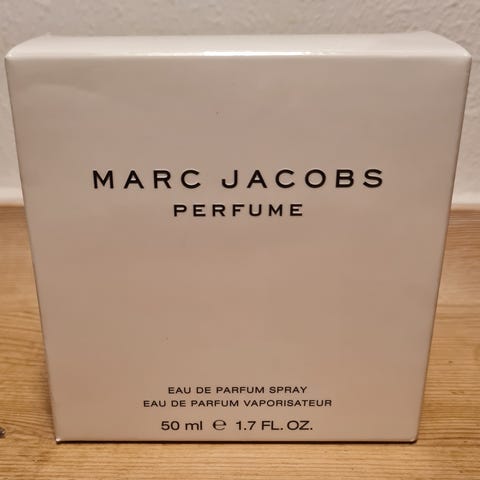 MARC JACOBS
PERFUME
EAU DE PARFUM SPRAY
EAU DE PARFUM VAPORISATEUR
50 ml ℮ 1.7 FL. OZ.